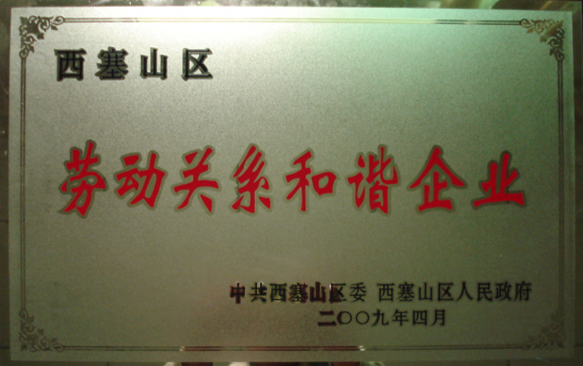 西塞山区
劳动关系和谐企业
中共西塞山区委 西塞山区人民政府
二〇〇九年四月